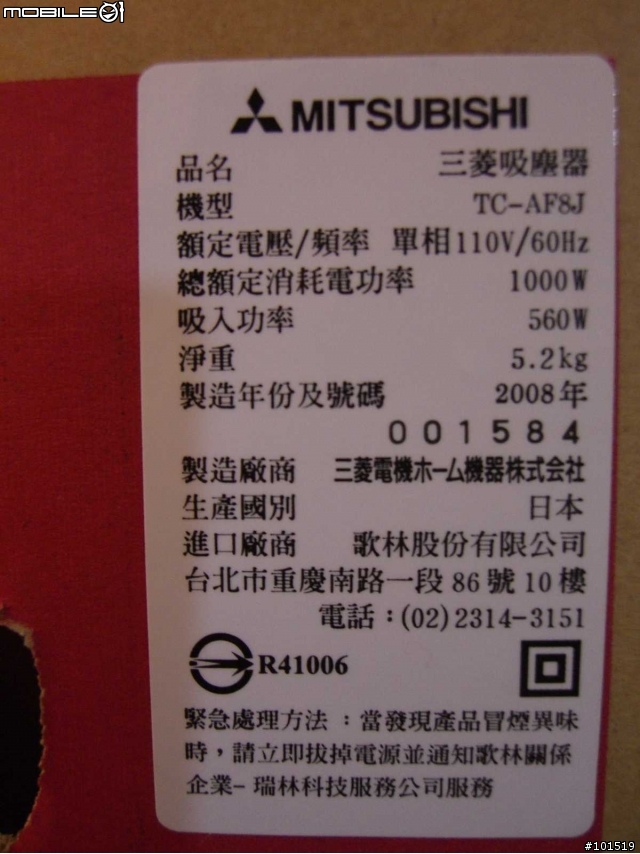 MOBILE01
MITSUBISHI
品名 三菱吸塵器
機型 TC-AF8J
額定電壓/頻率 單相110V/60Hz
總額定消耗電功率 1000W
吸入功率 560W
淨重 5.2kg
製造年份及號碼 2008年
001584
製造廠商 三菱電機ホーム機器株式会社
生產國別 日本
進口廠商 歌林股份有限公司
台北市重慶南路一段86號10樓
電話：(02)2314-3151
R41006
緊急處理方法：當發現產品冒煙異味
時，請立即拔掉電源並通知歌林關係
企業-瑞林科技服務公司服務
#101519